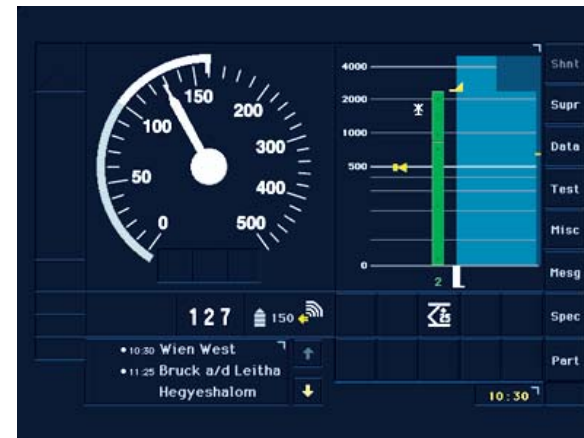 4000
2000
1000
500
0
2
150
200
100
300
50
400
0
500
127
150
25
10:30 Wien West
11:25 Bruck a/d Leitha
Hegyeshalom
10:30
Shnt
Supr
Data
Test
Misc
Mesg
Spec
Part